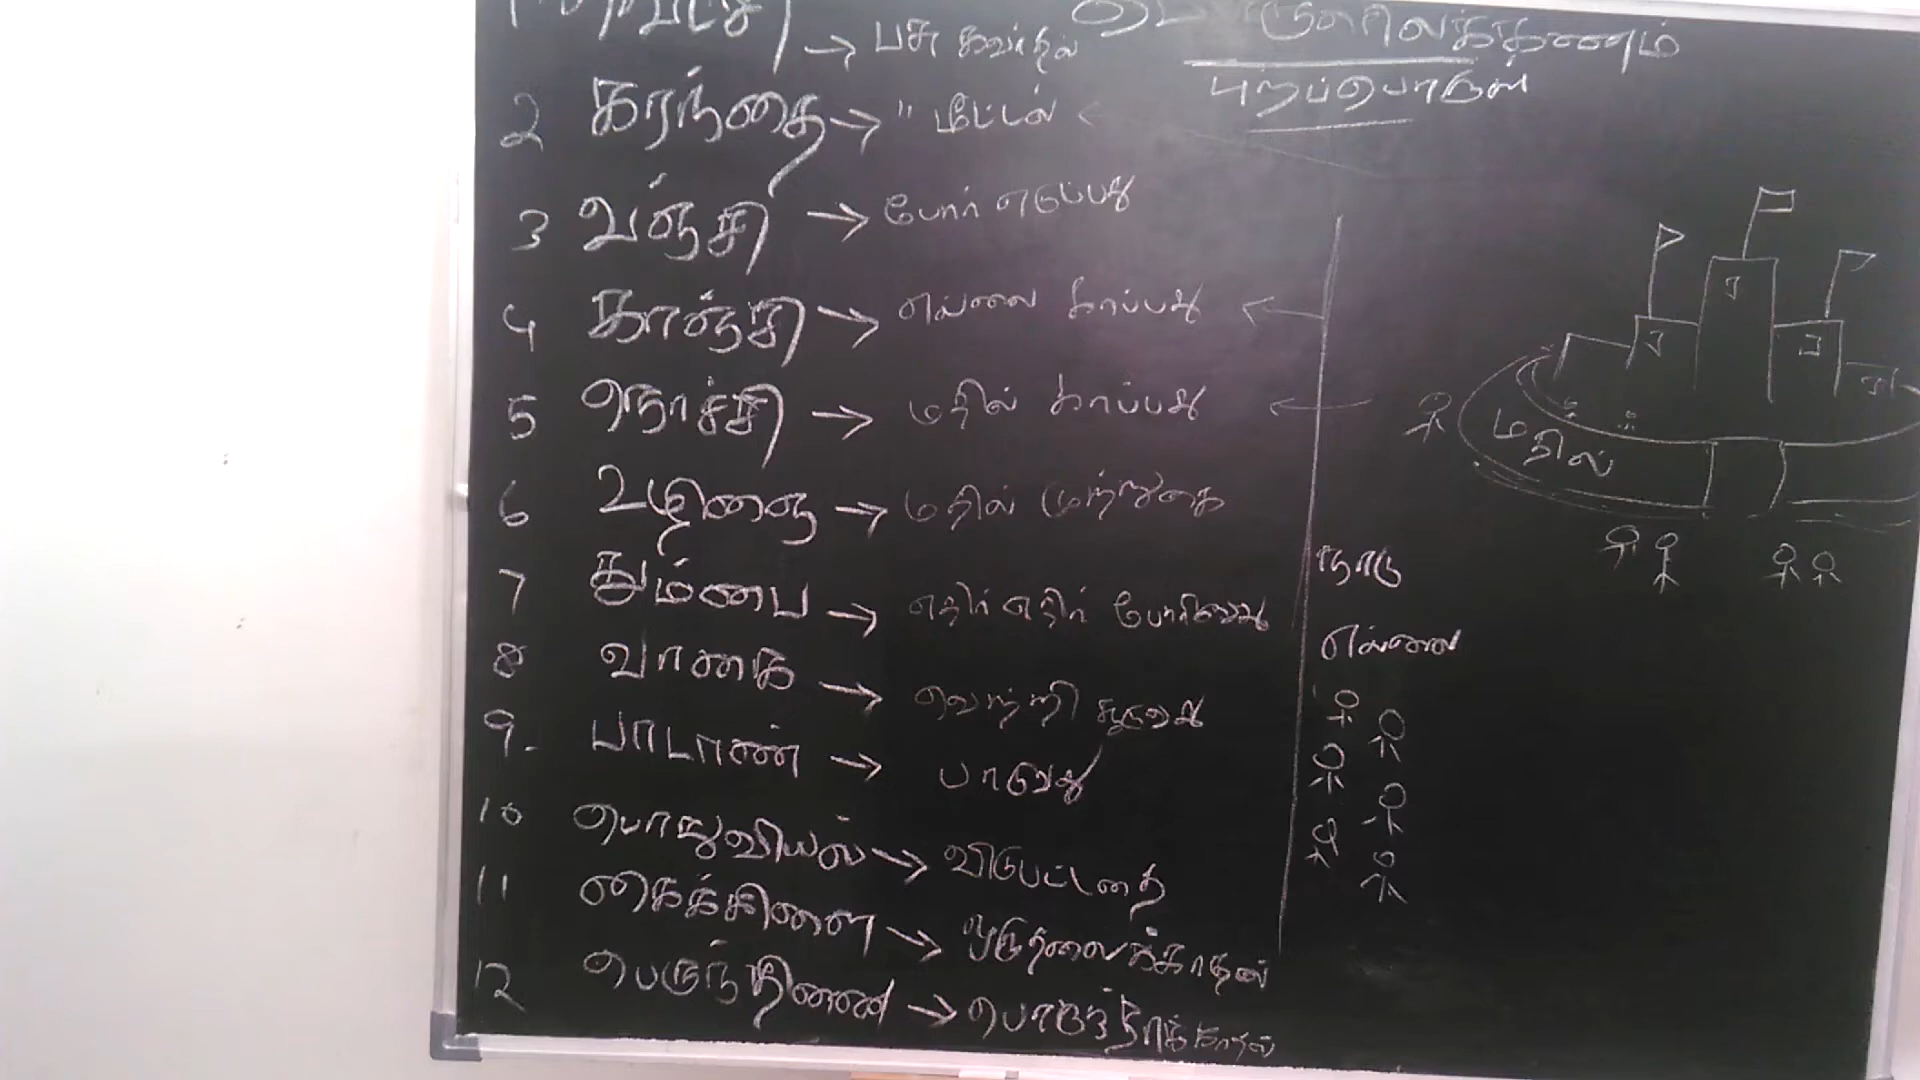 பசு கவர்தல்
புறப்பொருள்
2 கரந்தை → " மீட்டல்
3 வஞ்சி → போர் எடுப்பது
4 காஞ்சி → எல்லை காப்பது
5 நொச்சி → மதில் காப்பது
மதில்
6 உழிஞை → மதில் முற்றுகை
நாடு
7 தும்பை → எதிர் எதிர் போரிடுவது
எல்லை
8 வாகை → வெற்றி சூடுவது
9. பாடாண் → பாடுவது
10 பொதுவியல் → விடுபட்டதை
11 கைக்கிளை → ஒருதலைக்காதல்
12 பெருந்திணை → பொருந்தாக்காதல்